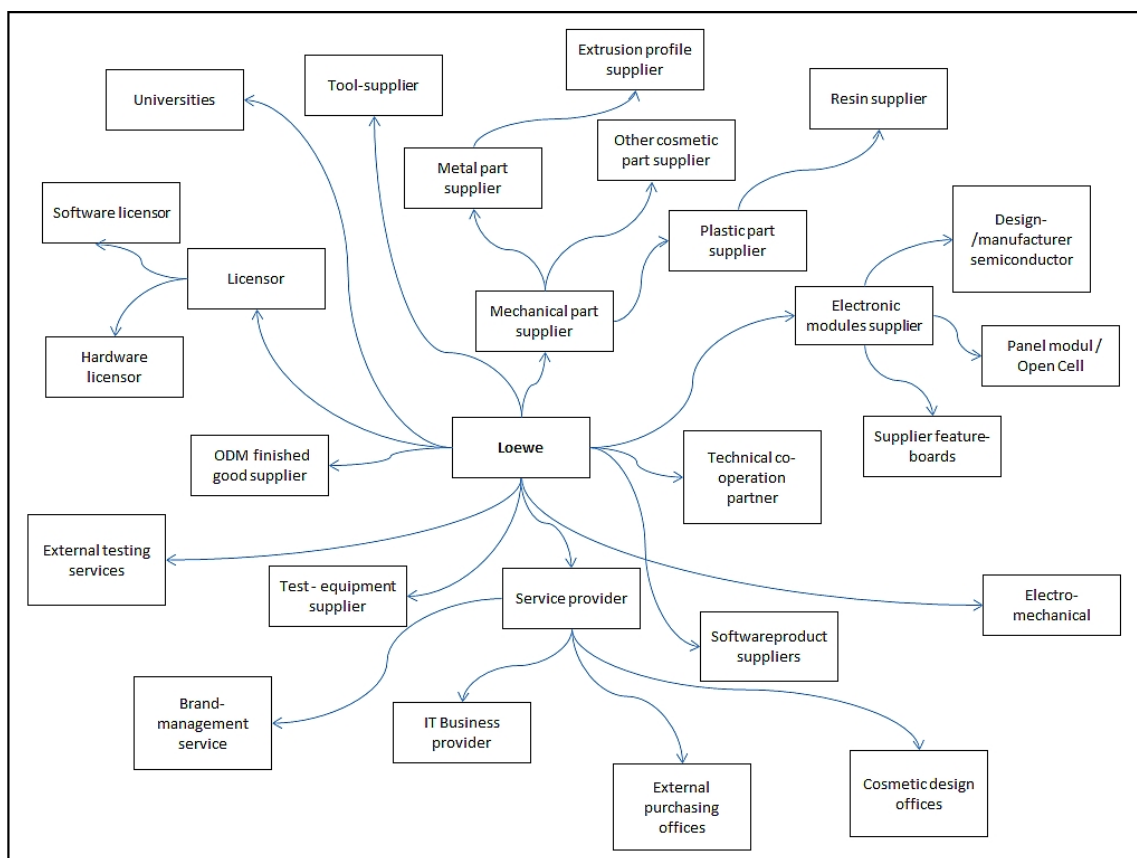 Extrusion profile
supplier
Tool-supplier
Universities
Resin supplier
Other cosmetic
part supplier
Metal part
supplier
Software licensor
Plastic part
supplier
Design-
/manufacturer
semiconductor
Licensor
Mechanical part
supplier
Electronic
modules supplier
Hardware
licensor
Panel modul /
Open Cell
Loewe
ODM finished
good supplier
Technical co-
operation
partner
Supplier feature-
boards
External testing
services
Test - equipment
supplier
Service provider
Electro-
mechanical
Softwareproduct
suppliers
Brand-
management
service
IT Business
provider
External
purchasing
offices
Cosmetic design
offices